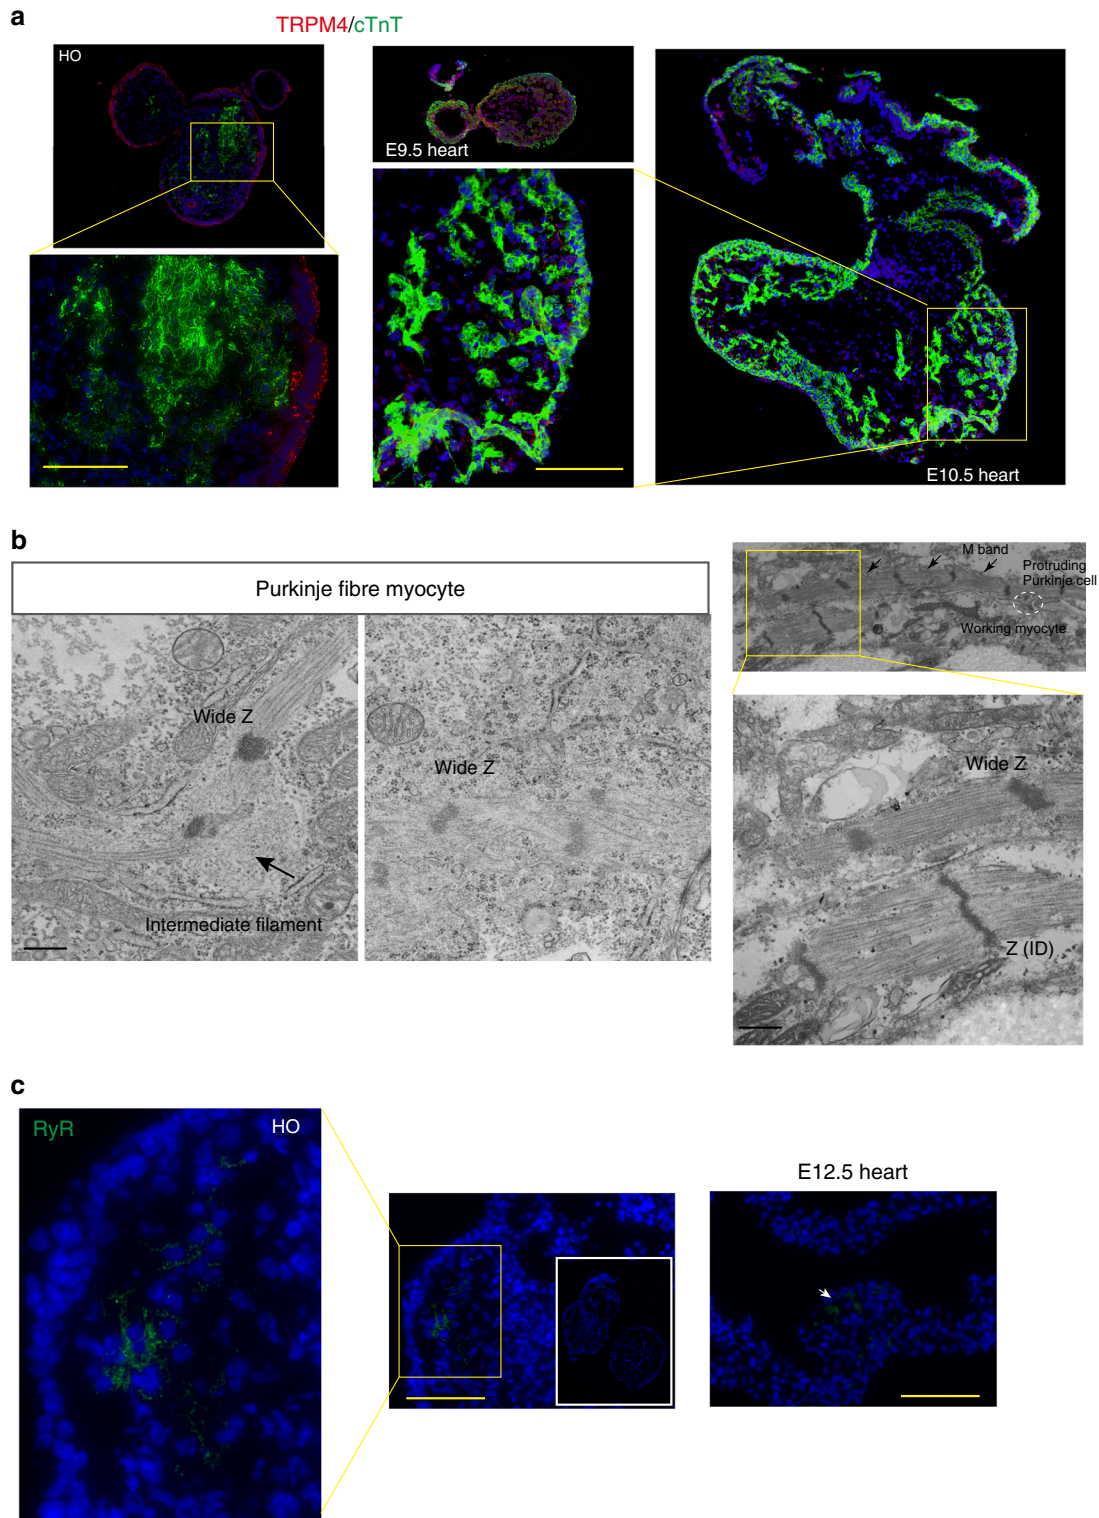 a
TRPM4/cTnT
HO
E9.5 heart
E10.5 heart
b
Purkinje fibre myocyte
Wide Z
Intermediate filament
Wide Z
M band
Protruding
Purkinje cell
Working myocyte
Wide Z
Z (ID)
c
RyR
HO
E12.5 heart